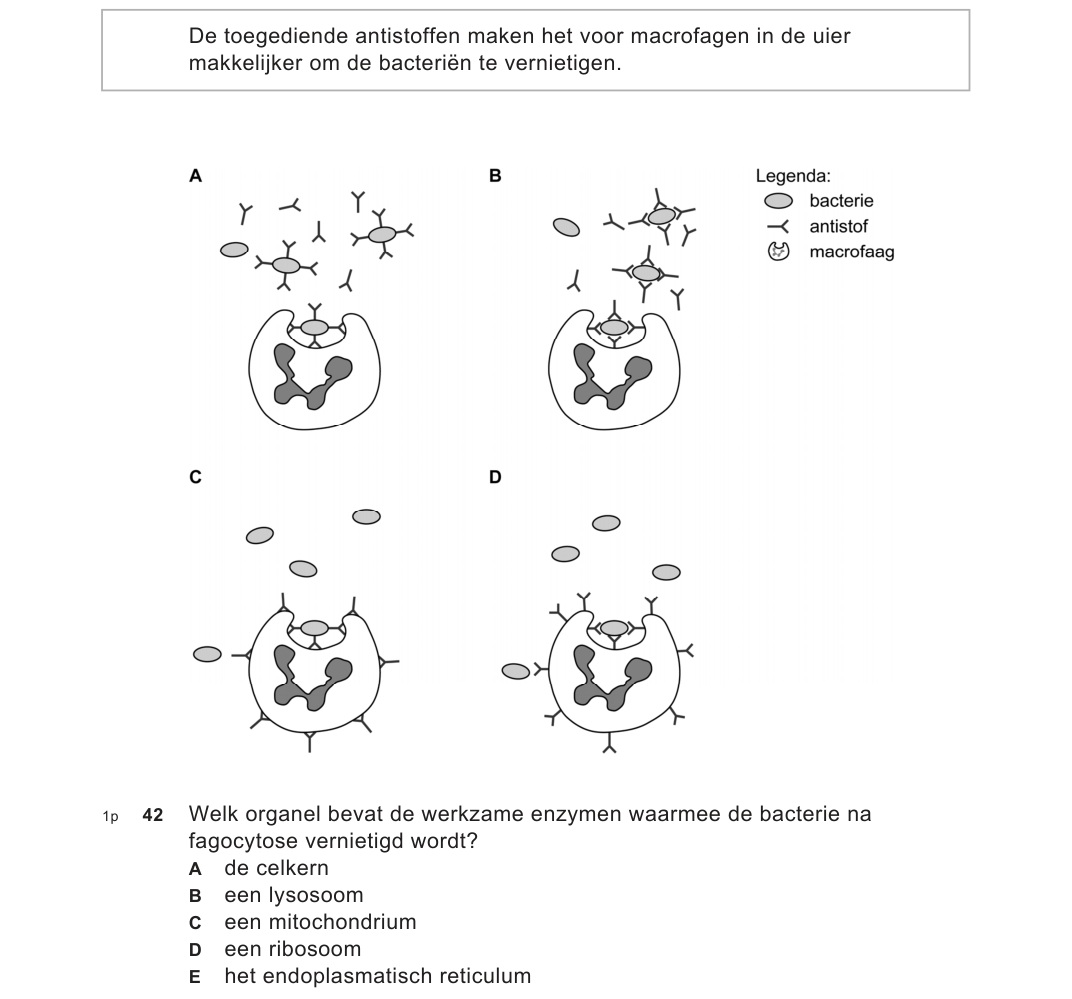 De toegediende antistoffen maken het voor macrofagen in de uier
makkelijker om de bacteriën te vernietigen.
A
B
Legenda:
bacterie
antistof
macrofaag
C
D
1p 42 Welk organel bevat de werkzame enzymen waarmee de bacterie na
fagocytose vernietigd wordt?
A de celkern
B een lysosoom
C een mitochondrium
D een ribosoom
E het endoplasmatisch reticulum